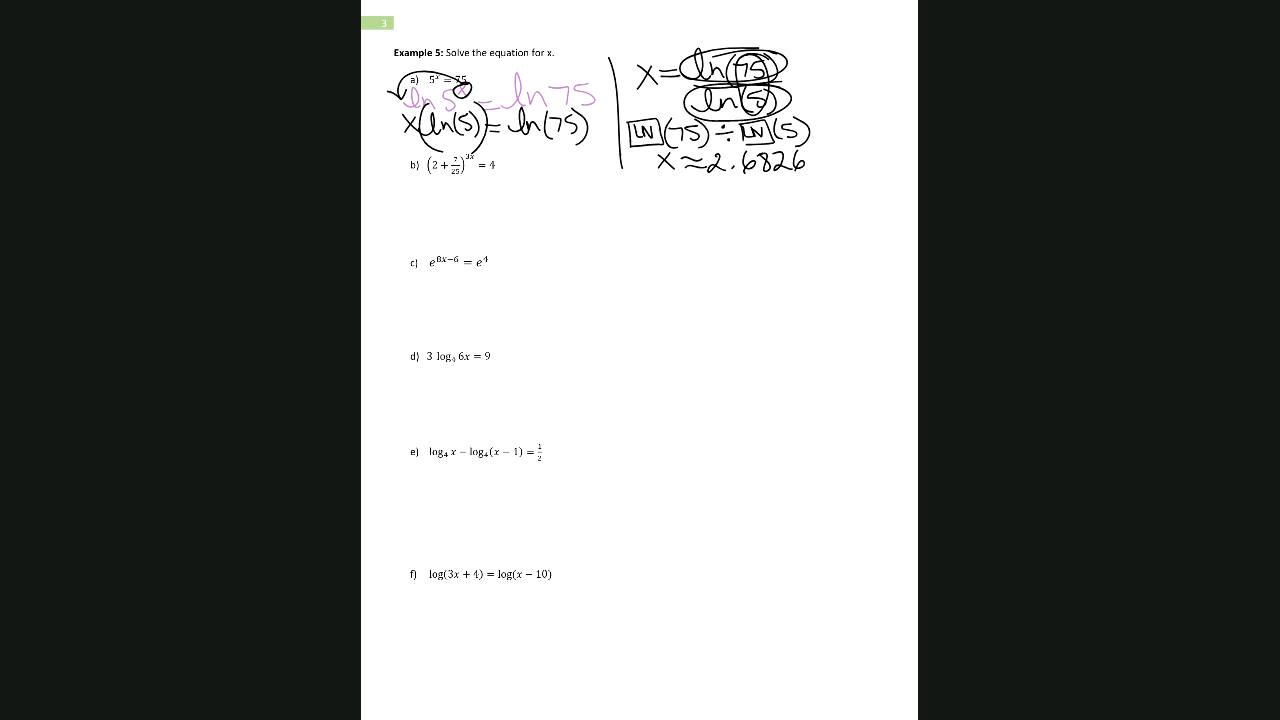 3
Example 5: Solve the equation for x.
a) 5ˣ = 75
ln 5ˣ = ln 75
x(ln(5)) = ln(75)
x = ln(75) / ln(5)
LN (75) ÷ LN (5)
x ≈ 2.6826
b) (2 + 7/25)³ˣ = 4
c) e⁸ˣ⁻⁶ = e⁴
d) 3 log₄ 6x = 9
e) log₄ x − log₄(x − 1) = 1/2
f) log(3x + 4) = log(x − 10)